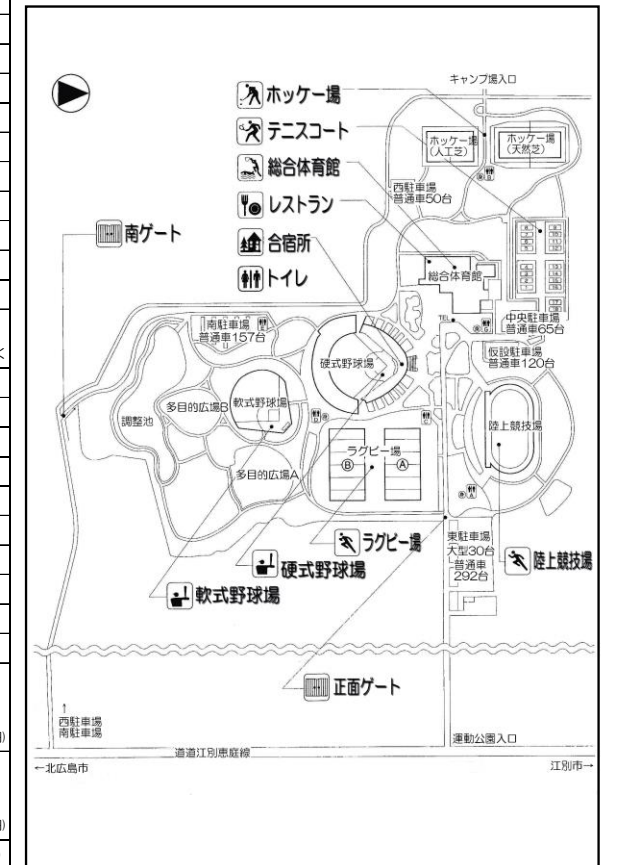 キャンプ場入口
ホッケー場
テニスコート
総合体育館
レストラン
合宿所
トイレ
南ゲート
ホッケー場
(人工芝)
ホッケー場
(天然芝)
西駐車場
普通車50台
総合体育館
TEL
中央駐車場
普通車65台
仮設駐車場
普通車120台
南駐車場
普通車157台
硬式野球場
軟式野球場
多目的広場B
調整池
多目的広場A
ラグビー場
B
A
陸上競技場
東駐車場
大型30台
普通車
292台
ラグビー場
硬式野球場
軟式野球場
陸上競技場
正面ゲート
↑
西駐車場
南駐車場
運動公園入口
道道江別恵庭線
←北広島市
江別市→